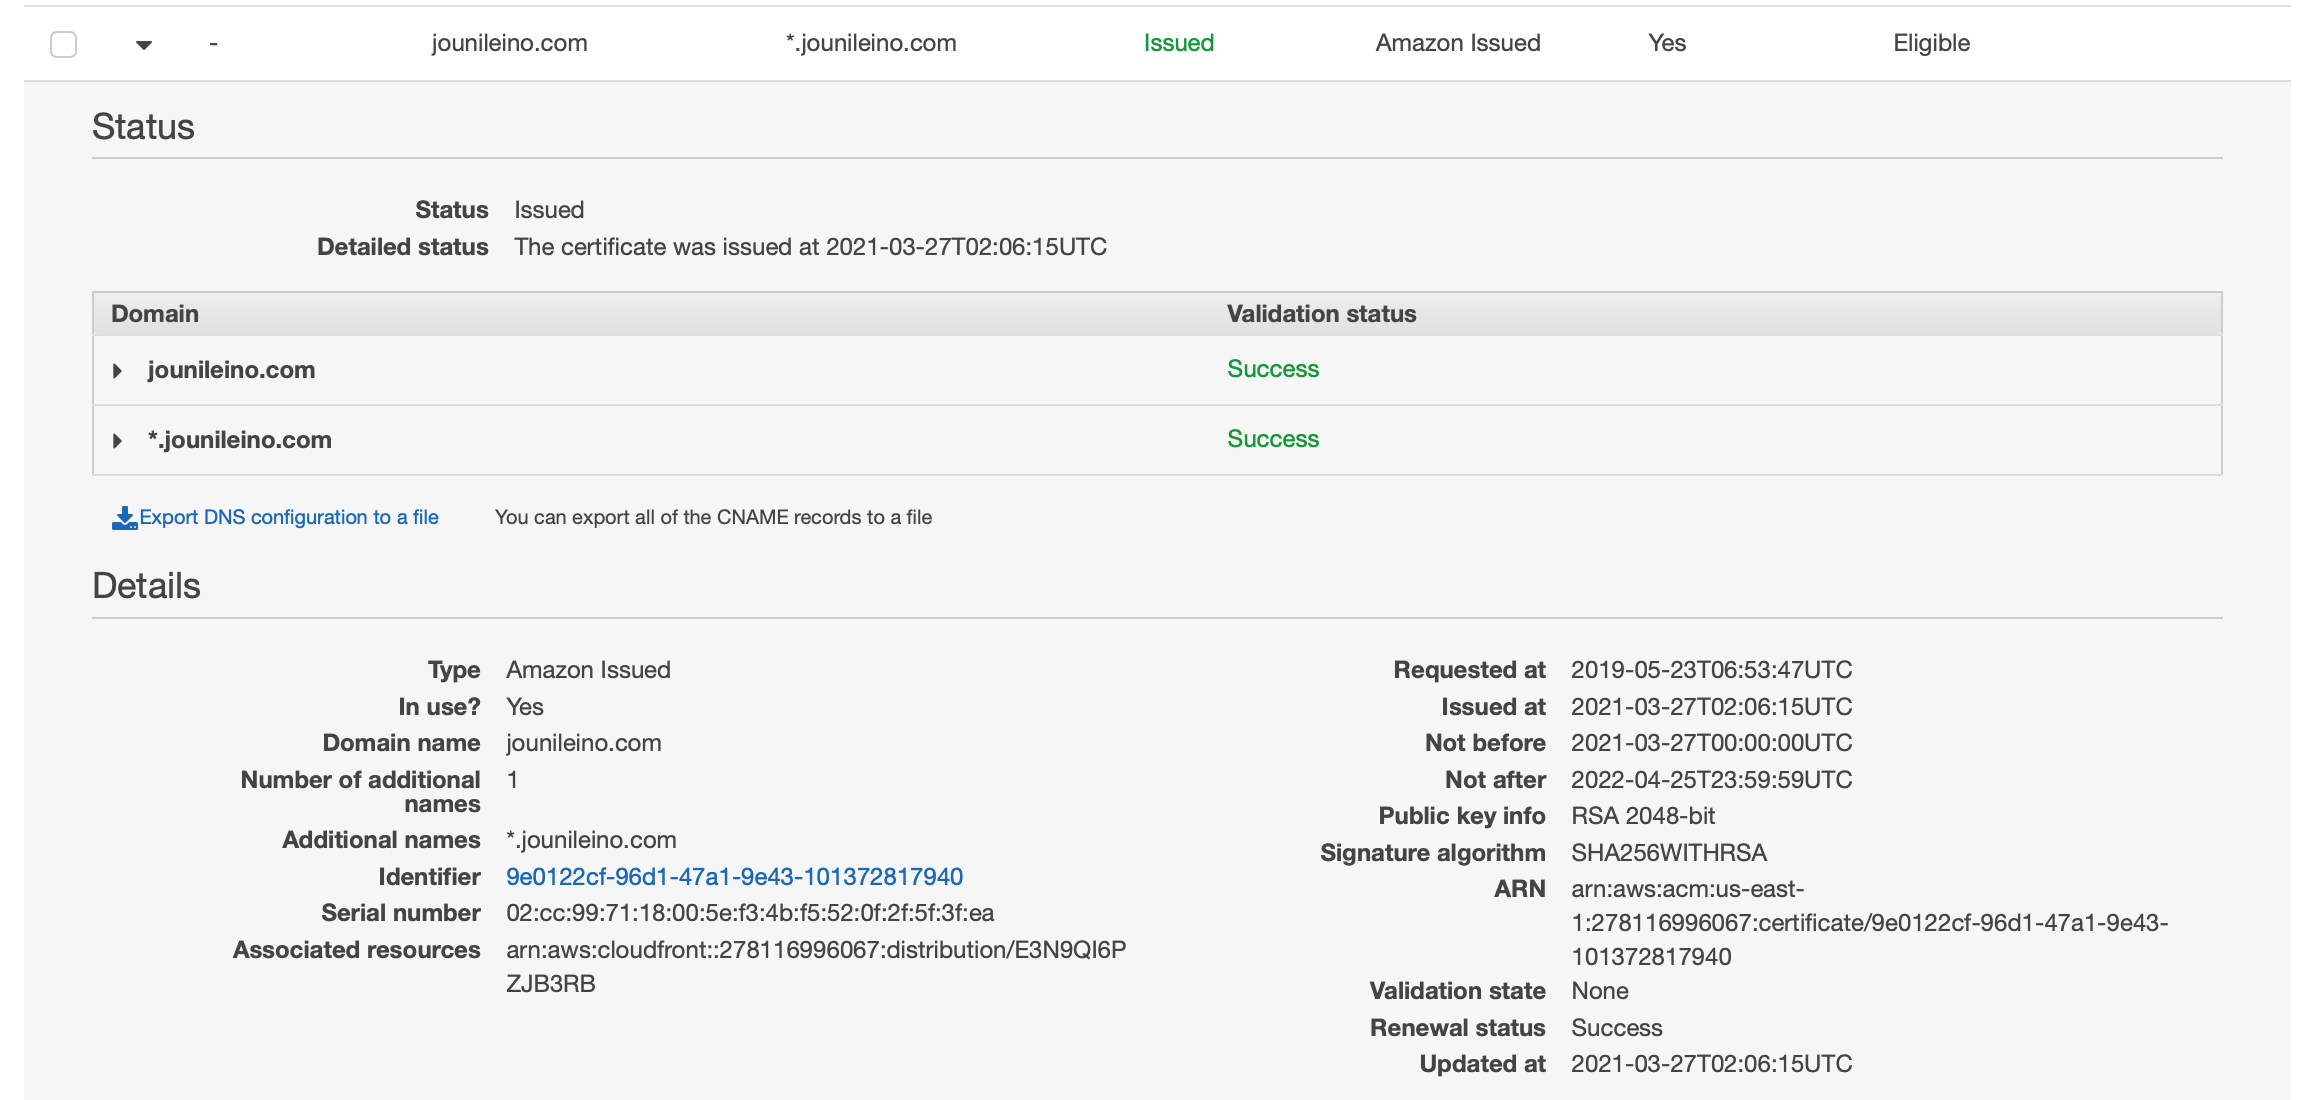 - jounileino.com *.jounileino.com Issued Amazon Issued Yes Eligible
Status
Status Issued
Detailed status The certificate was issued at 2021-03-27T02:06:15UTC
Domain Validation status
jounileino.com Success
*.jounileino.com Success
Export DNS configuration to a file You can export all of the CNAME records to a file
Details
Type Amazon Issued
In use? Yes
Domain name jounileino.com
Number of additional
names 1
Additional names *.jounileino.com
Identifier 9e0122cf-96d1-47a1-9e43-101372817940
Serial number 02:cc:99:71:18:00:5e:f3:4b:f5:52:0f:2f:5f:3f:ea
Associated resources arn:aws:cloudfront::278116996067:distribution/E3N9QI6P
ZJB3RB
Requested at 2019-05-23T06:53:47UTC
Issued at 2021-03-27T02:06:15UTC
Not before 2021-03-27T00:00:00UTC
Not after 2022-04-25T23:59:59UTC
Public key info RSA 2048-bit
Signature algorithm SHA256WITHRSA
ARN arn:aws:acm:us-east-
1:278116996067:certificate/9e0122cf-96d1-47a1-9e43-
101372817940
Validation state None
Renewal status Success
Updated at 2021-03-27T02:06:15UTC